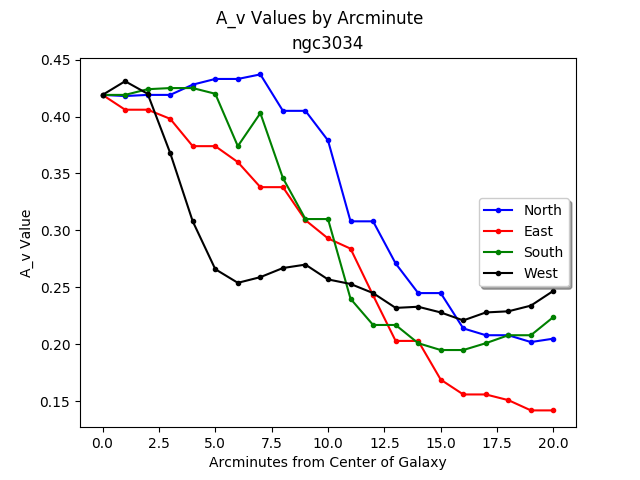 A_v Values by Arcminute
ngc3034
0.45
0.40
0.35
0.30
0.25
0.20
0.15
A_v Value
North
East
South
West
0.0 2.5 5.0 7.5 10.0 12.5 15.0 17.5 20.0
Arcminutes from Center of Galaxy